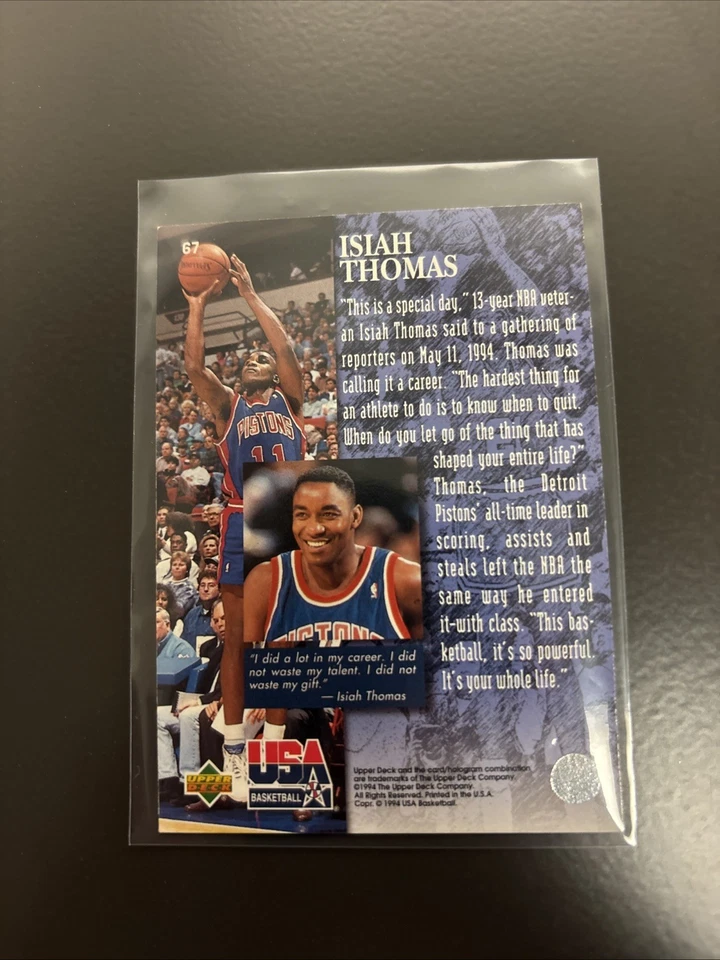 67
ISIAH
THOMAS
"This is a special day," 13-year NBA veter-
an Isiah Thomas said to a gathering of
reporters on May 11, 1994. Thomas was
calling it a career. "The hardest thing for
an athlete to do is to know when to quit.
When do you let go of the thing that has
shaped your entire life?"
Thomas, the Detroit
Pistons' all-time leader in
scoring, assists and
steals left the NBA the
same way he entered
it-with class. "This bas-
ketball, it's so powerful.
It's your whole life."
PISTONS
11
PISTONS
"I did a lot in my career. I did
not waste my talent. I did not
waste my gift."
— Isiah Thomas
UPPER
DECK
USA
BASKETBALL
Upper Deck and the card/hologram combination
are trademarks of The Upper Deck Company.
©1994 The Upper Deck Company.
All Rights Reserved. Printed in the U.S.A.
Copr. © 1994 USA Basketball.